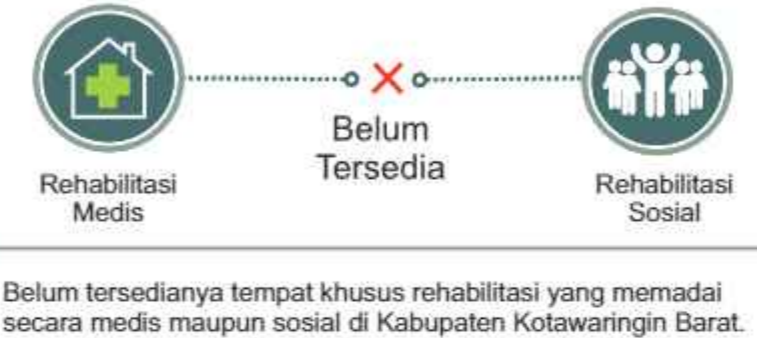 Belum
Tersedia
Rehabilitasi
Medis
Rehabilitasi
Sosial
Belum tersedianya tempat khusus rehabilitasi yang memadai
secara medis maupun sosial di Kabupaten Kotawaringin Barat.